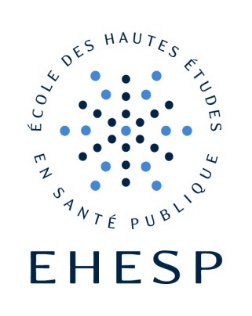 ÉCOLE DES HAUTES ÉTUDES
EN SANTÉ PUBLIQUE
EHESP